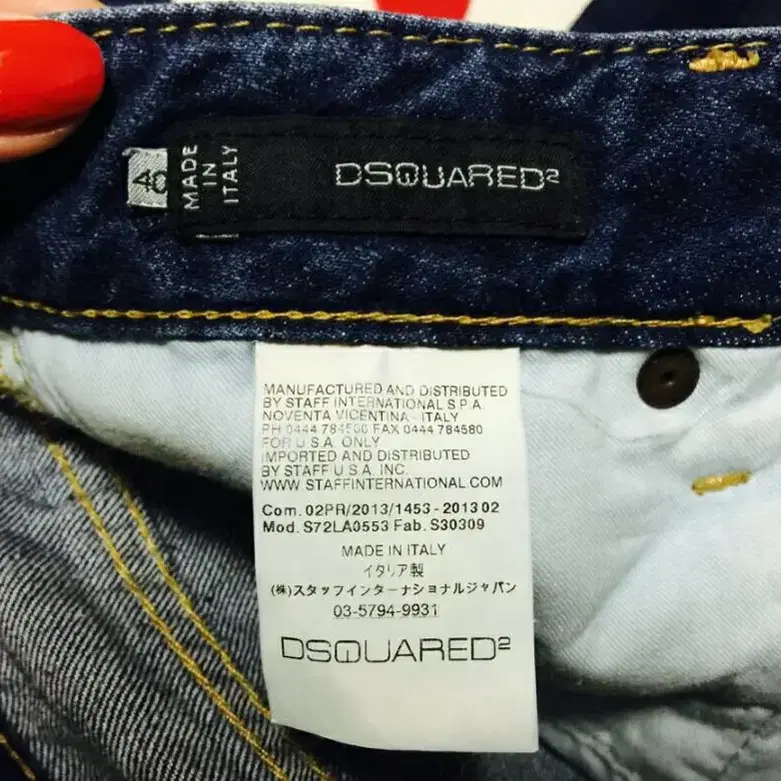 40
MADE
IN
ITALY
DSQUARED²
MANUFACTURED AND DISTRIBUTED
BY STAFF INTERNATIONAL S.P.A.
NOVENTA VICENTINA - ITALY
PH 0444 784500 FAX 0444 784580
FOR U.S.A. ONLY
IMPORTED AND DISTRIBUTED
BY STAFF U.S.A. INC.
WWW.STAFFINTERNATIONAL.COM
Com. 02PR/2013/1453 - 2013 02
Mod. S72LA0553 Fab. S30309
MADE IN ITALY
イタリア製
(株)スタッフインターナショナルジャパン
03-5794-9931
DSQUARED²